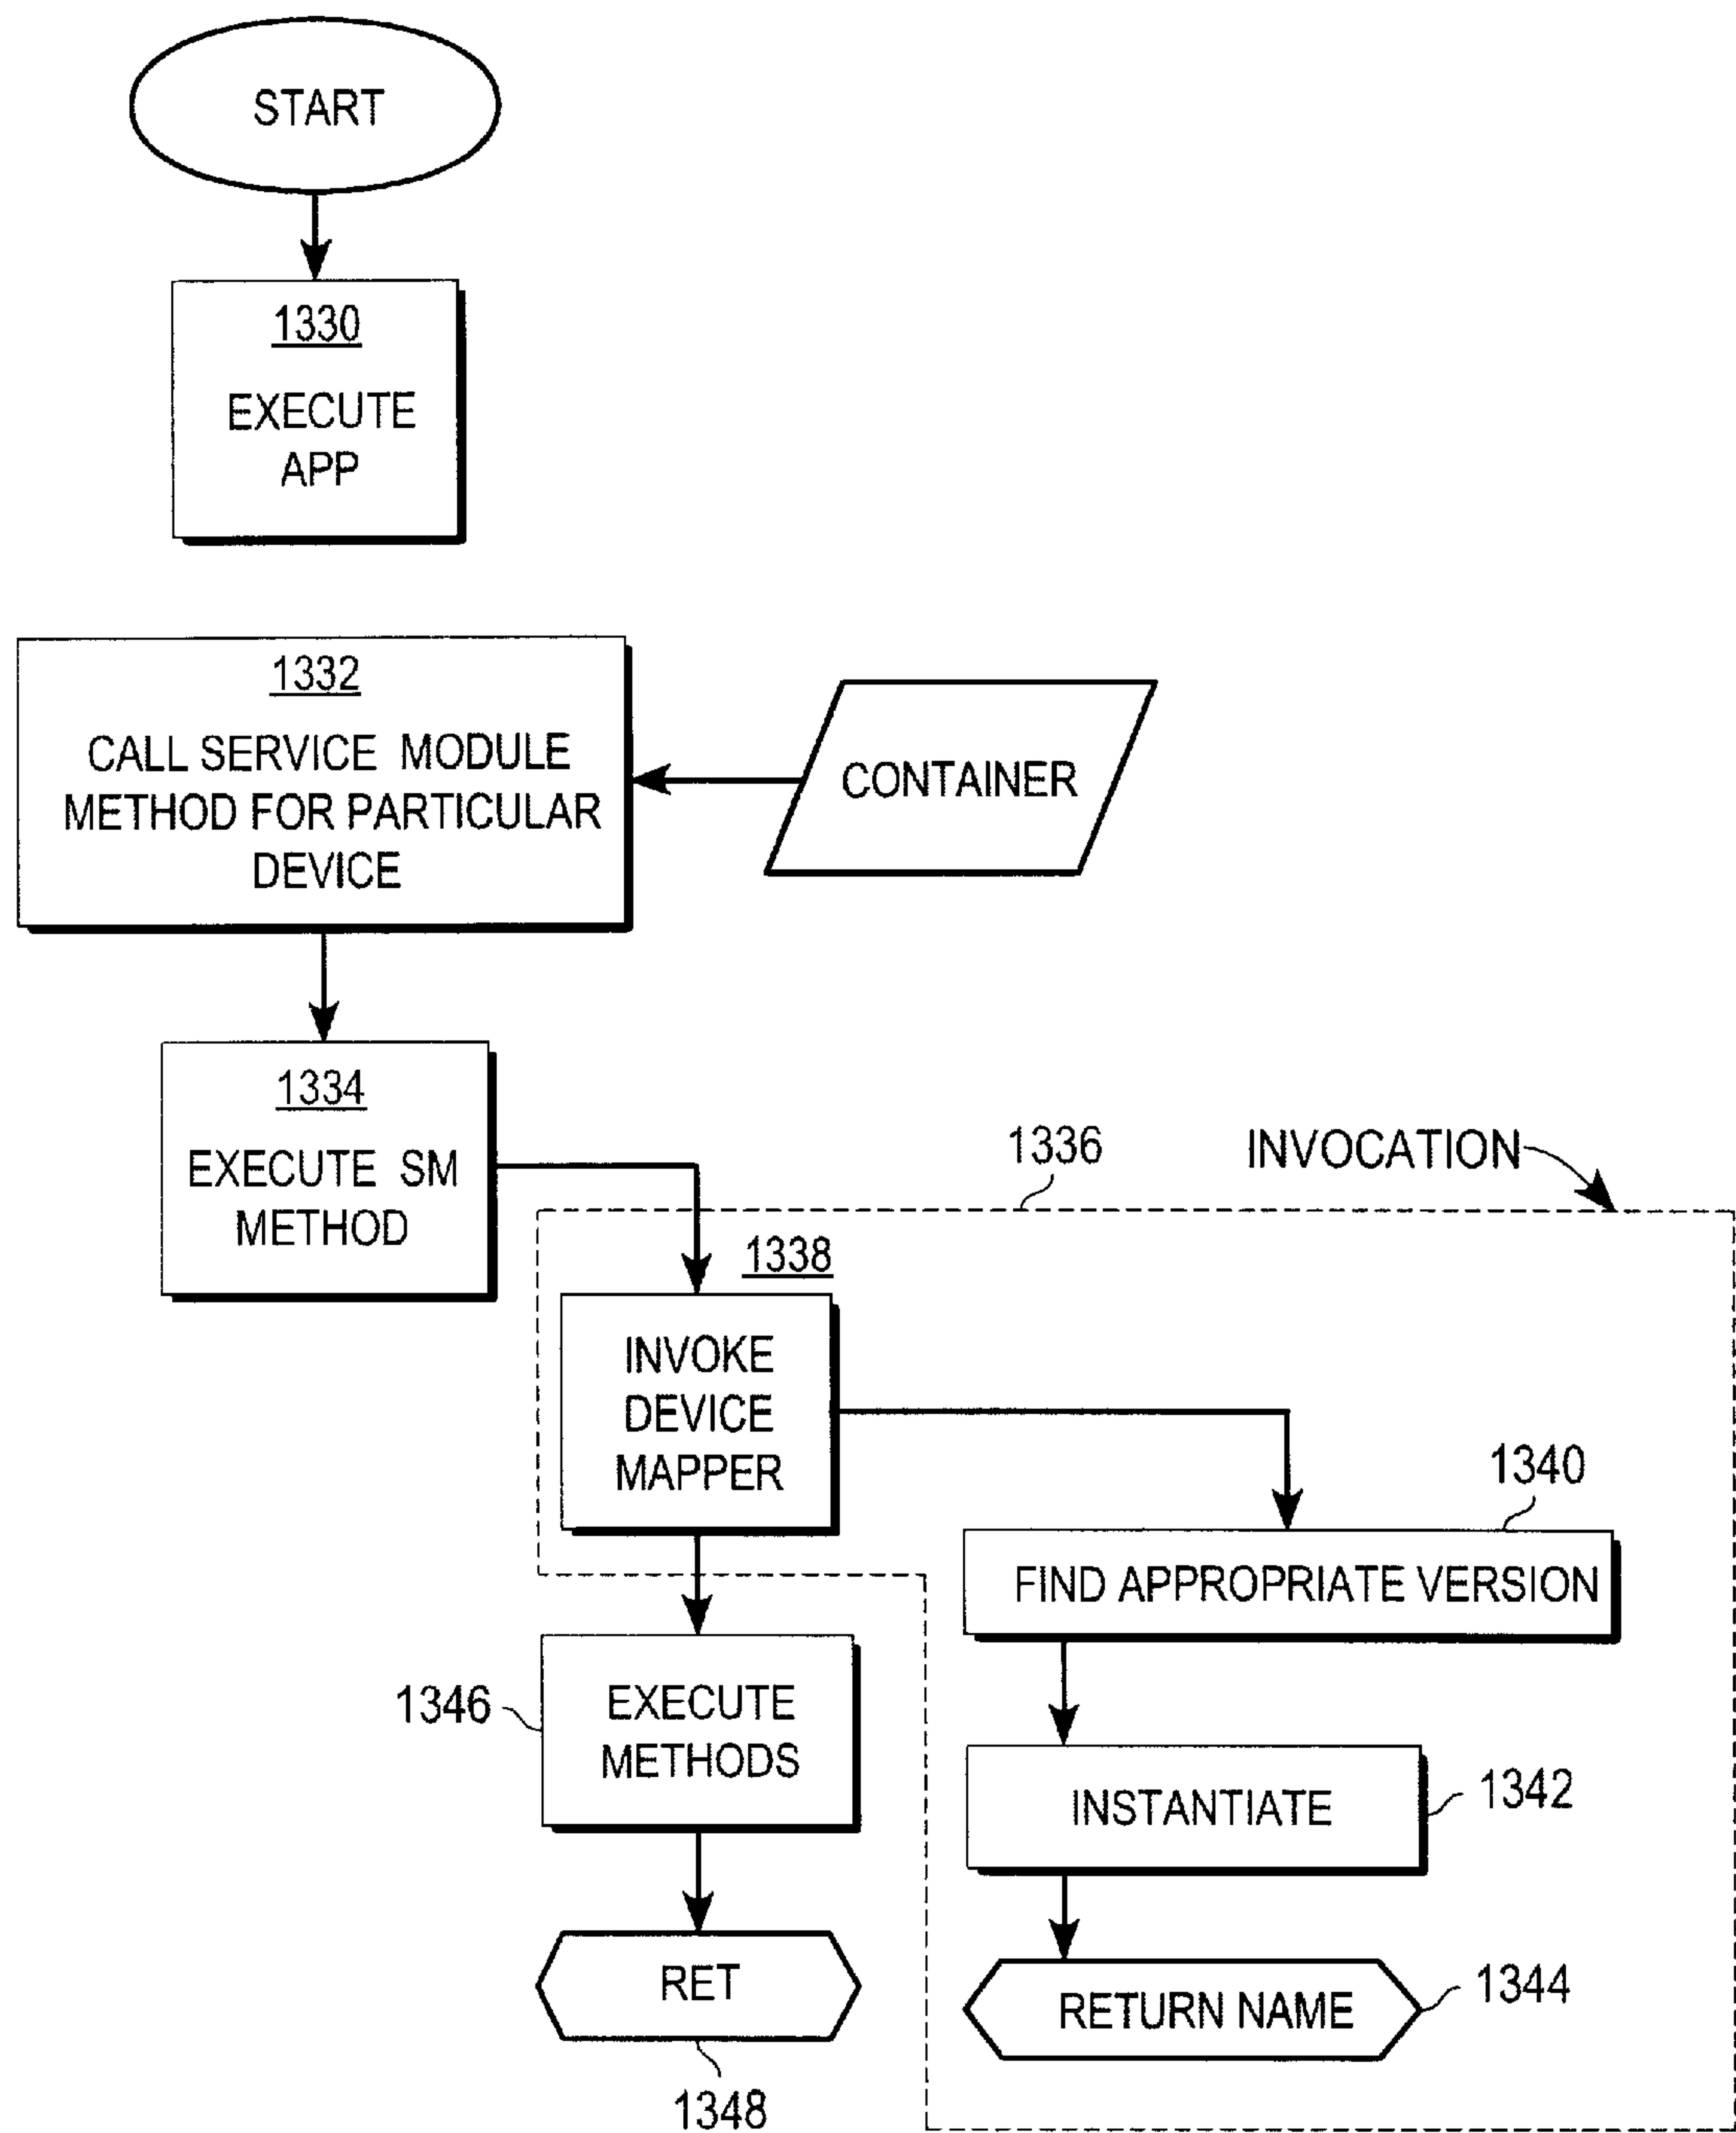 START
1330
EXECUTE
APP
1332
CALL SERVICE MODULE
METHOD FOR PARTICULAR
DEVICE
CONTAINER
1334
EXECUTE SM
METHOD
1336
INVOCATION
1338
INVOKE
DEVICE
MAPPER
1340
FIND APPROPRIATE VERSION
1346
EXECUTE
METHODS
INSTANTIATE
1342
RET
RETURN NAME
1344
1348